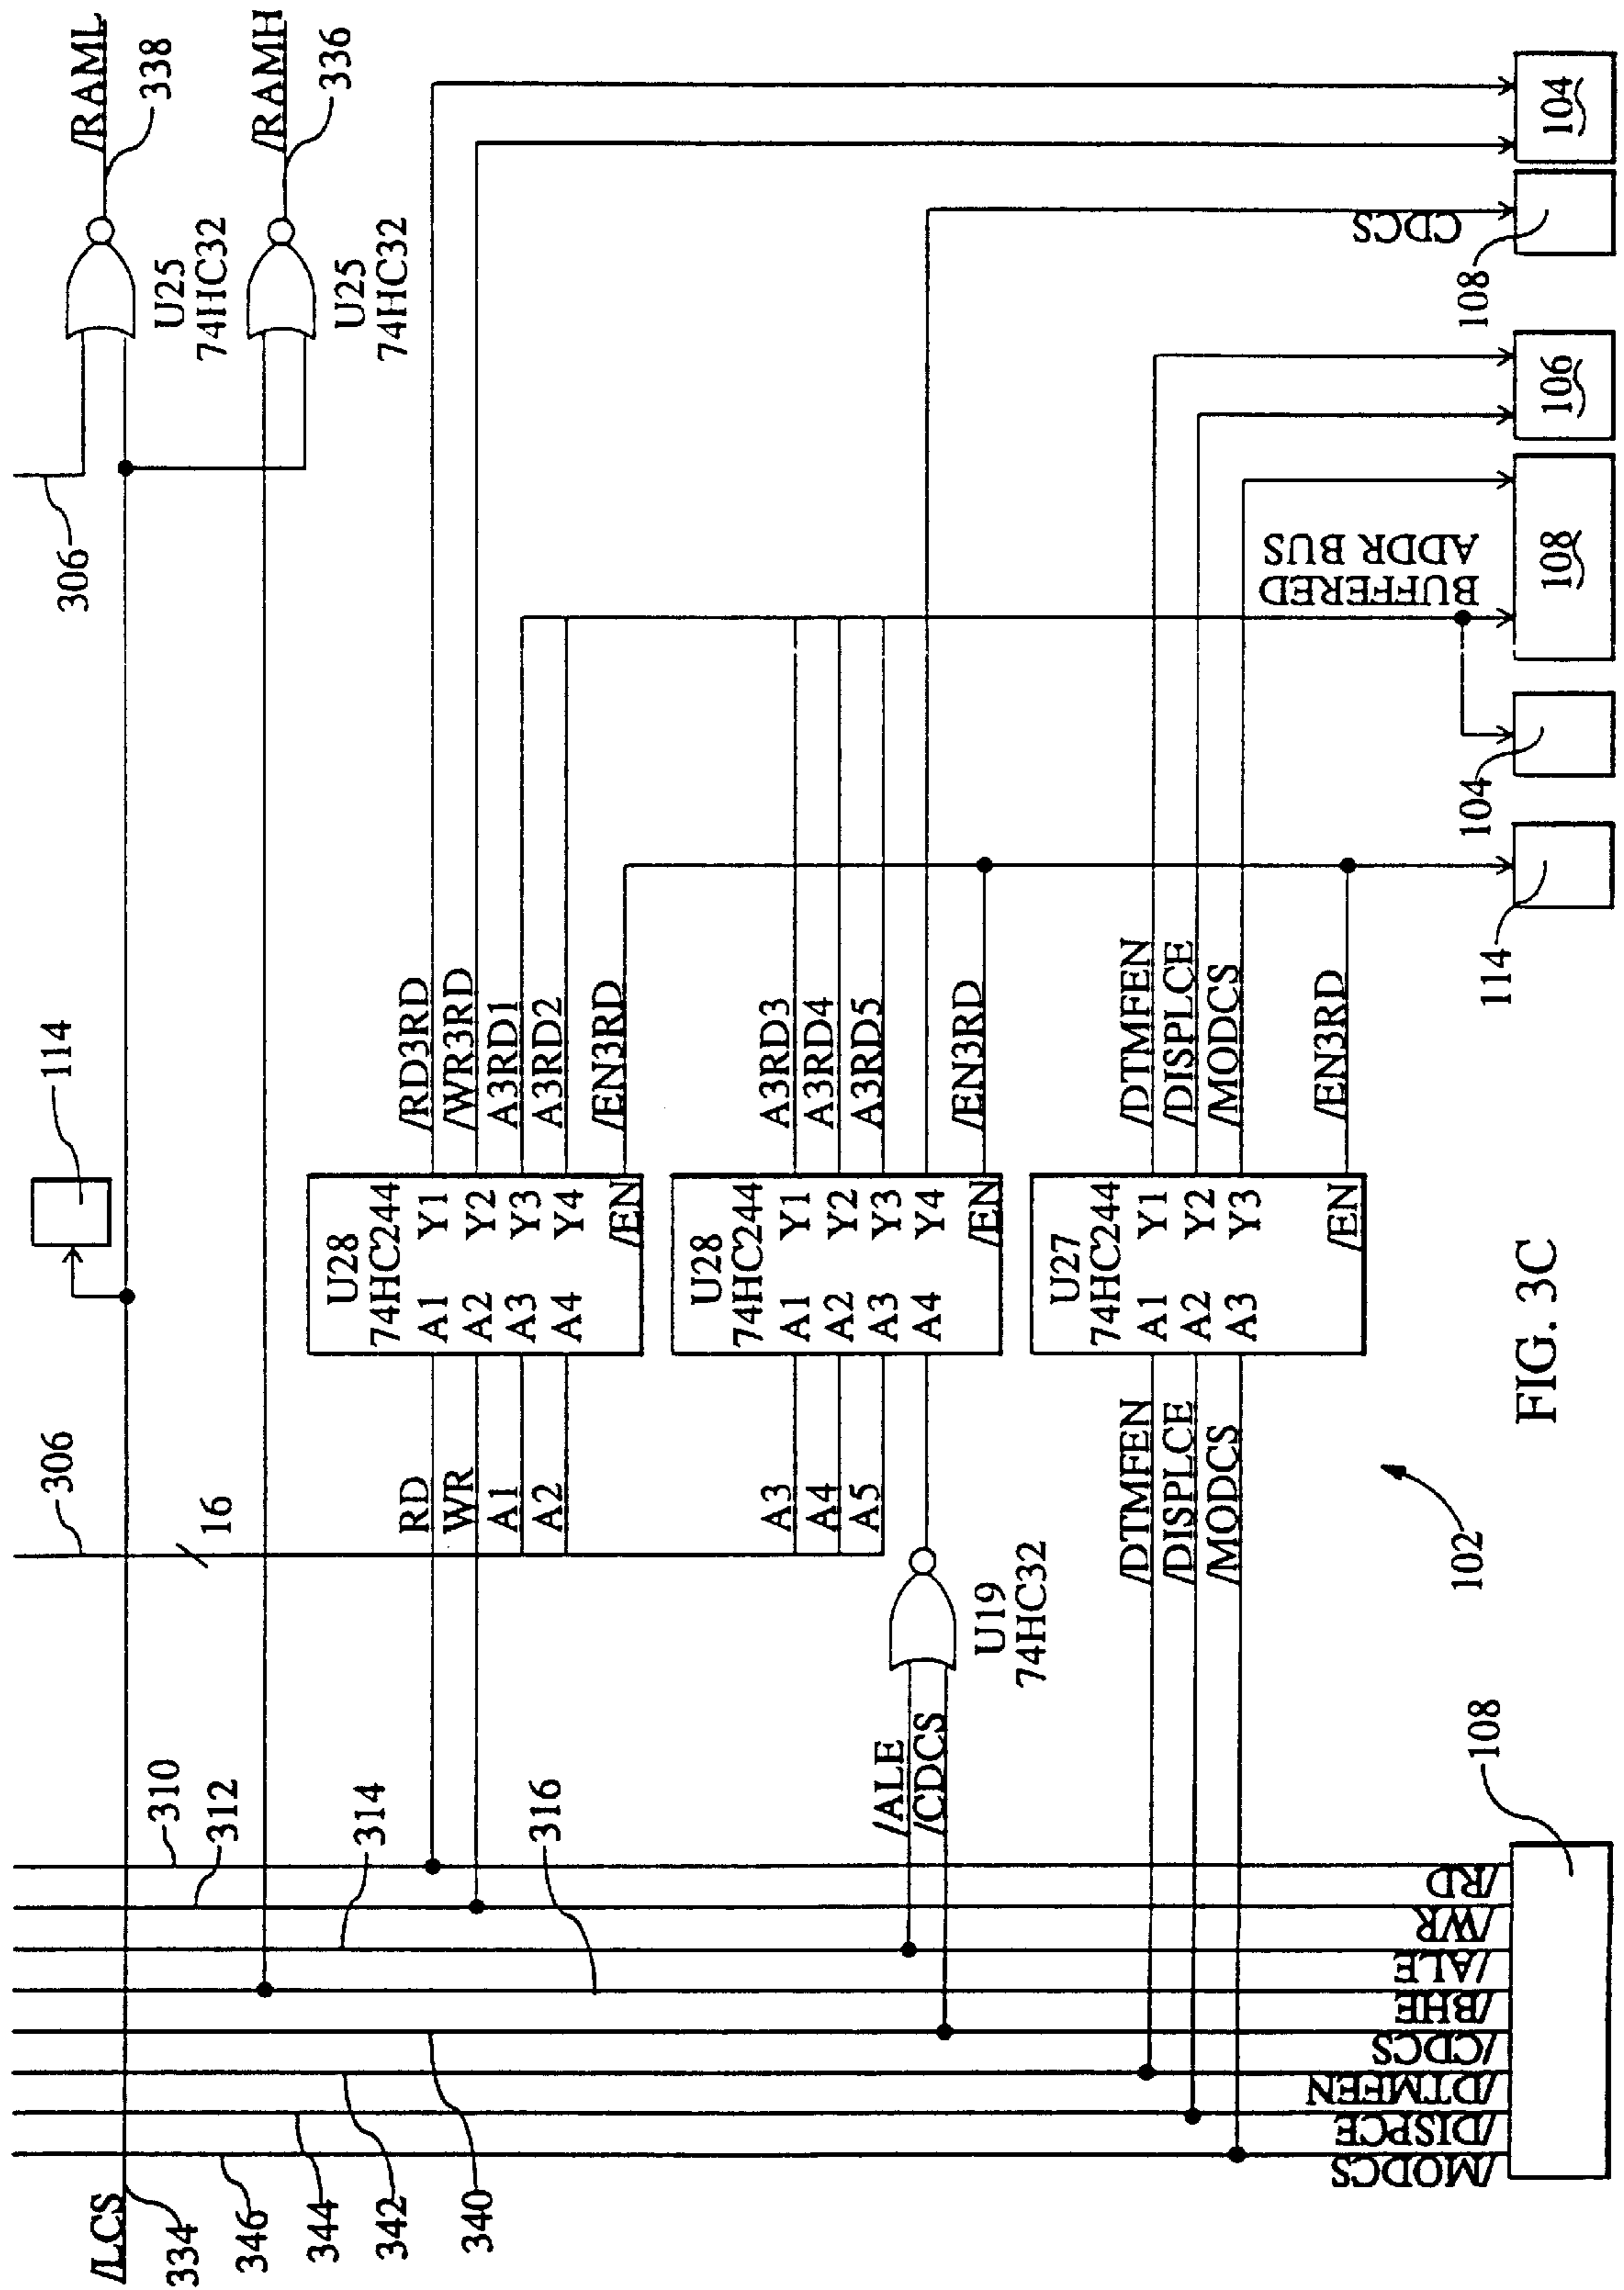 /LCS
334
346
344
342
340
310
312
314
316
306
16
114
306
/RAML
338
U25
74HC32
/RAMH
336
U25
74HC32
RD
WR
A1
A2
U28
74HC244
A1 Y1
A2 Y2
A3 Y3
A4 Y4
/EN
/RD3RD
/WR3RD
A3RD1
A3RD2
/EN3RD
A3
A4
A5
/ALE
/CDCS
U19
74HC32
U28
74HC244
A1 Y1
A2 Y2
A3 Y3
A4 Y4
/EN
A3RD3
A3RD4
A3RD5
/EN3RD
/DTMFEN
/DISPLCE
/MODCS
U27
74HC244
A1 Y1
A2 Y2
A3 Y3
/EN
/DTMFEN
/DISPLCE
/MODCS
/EN3RD
BUFFERED
ADDR BUS
CDCS
/MODCS
/DISPCE
/DTMFEN
/CDCS
/BHE
/ALE
/WR
/RD
108
102
114
104
108
106
108
104
FIG. 3C